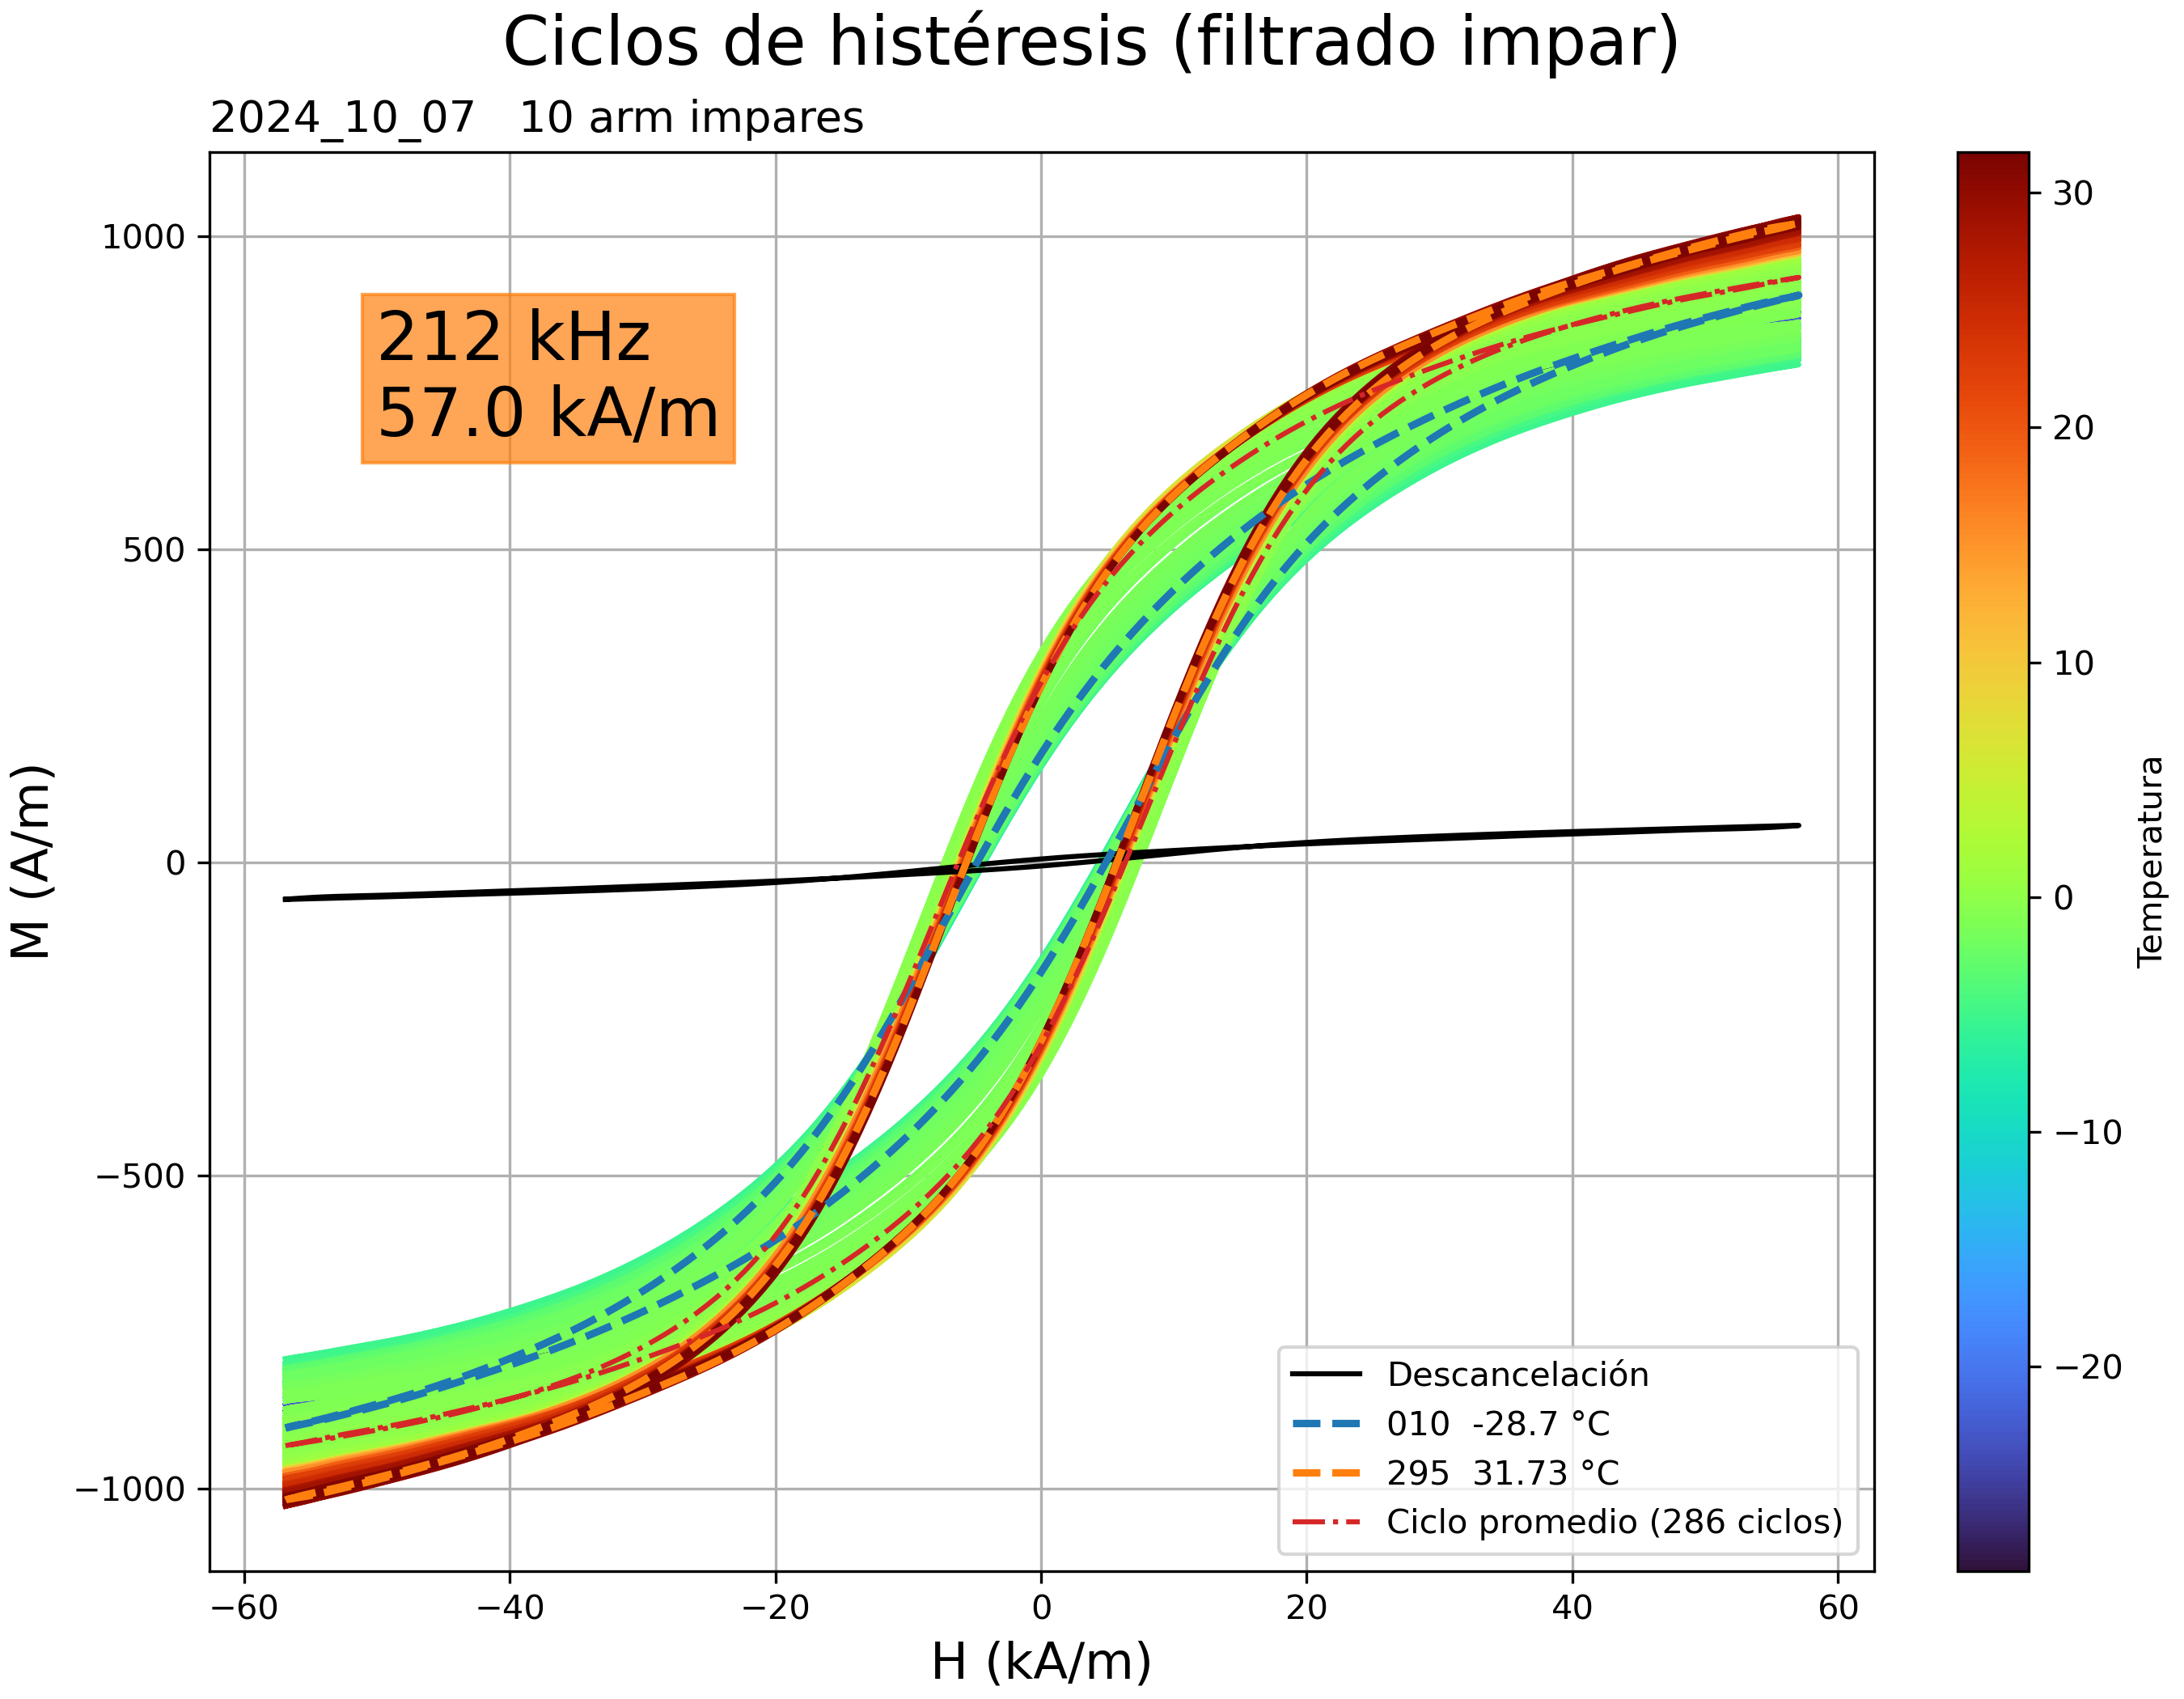 Ciclos de histéresis (filtrado impar)
2024_10_07   10 arm impares
212 kHz
57.0 kA/m
M (A/m)
1000
500
0
−500
−1000
−60
−40
−20
0
20
40
60
H (kA/m)
Descancelación
010  -28.7 °C
295  31.73 °C
Ciclo promedio (286 ciclos)
30
20
10
0
−10
−20
Temperatura